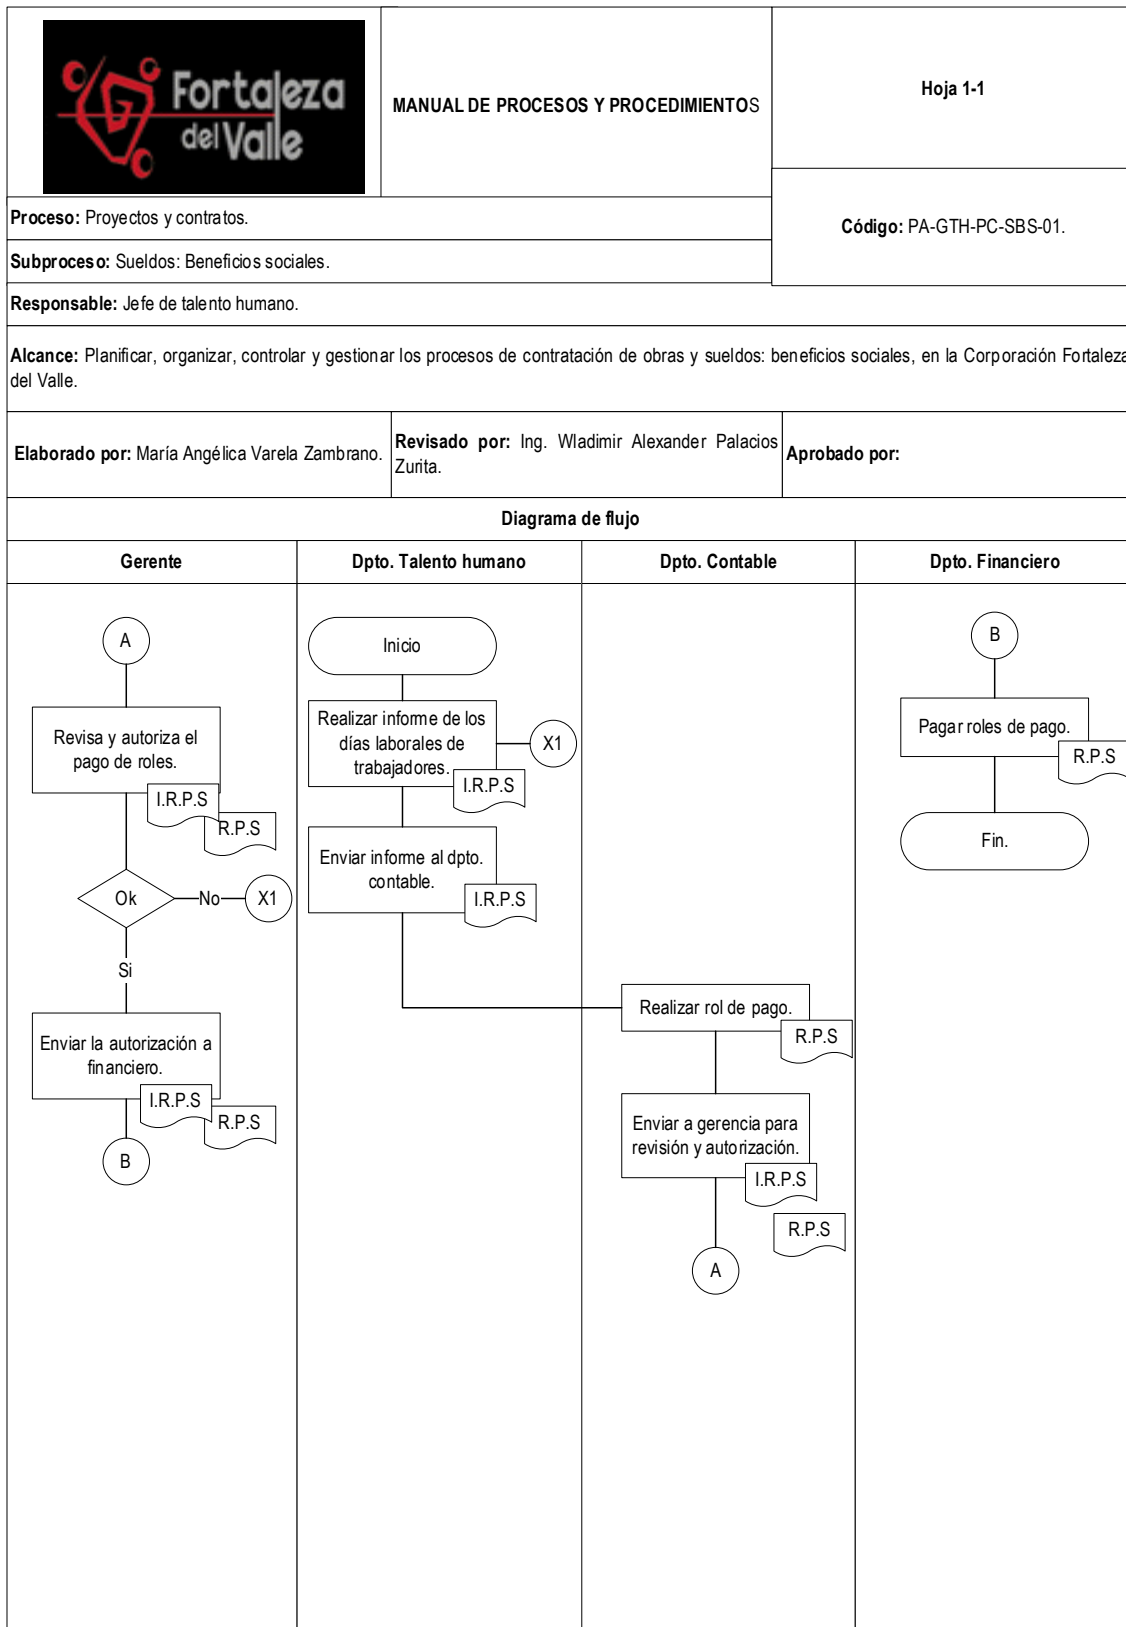 Fortaleza
del Valle
MANUAL DE PROCESOS Y PROCEDIMIENTOS
Hoja 1-1
Proceso: Proyectos y contratos.
Código: PA-GTH-PC-SBS-01.
Subproceso: Sueldos: Beneficios sociales.
Responsable: Jefe de talento humano.
Alcance: Planificar, organizar, controlar y gestionar los procesos de contratación de obras y sueldos: beneficios sociales, en la Corporación Fortaleza
del Valle.
Elaborado por: María Angélica Varela Zambrano.
Revisado por: Ing. Wladimir Alexander Palacios
Zurita.
Aprobado por:
Diagrama de flujo
Gerente
Dpto. Talento humano
Dpto. Contable
Dpto. Financiero
A
Revisa y autoriza el
pago de roles.
I.R.P.S
R.P.S
Ok
No
X1
Si
Enviar la autorización a
financiero.
I.R.P.S
R.P.S
B
Inicio
Realizar informe de los
días laborales de
trabajadores.
X1
I.R.P.S
Enviar informe al dpto.
contable.
I.R.P.S
Realizar rol de pago.
R.P.S
Enviar a gerencia para
revisión y autorización.
I.R.P.S
R.P.S
A
B
Pagar roles de pago.
R.P.S
Fin.